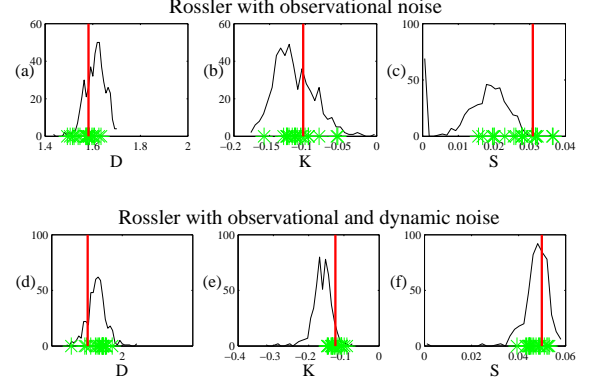 Rossler with observational noise
(a) 60 40 20 0 1.4 1.6 1.8 2 D
(b) 60 40 20 0 −0.2 −0.15 −0.1 −0.05 0 K
(c) 100 50 0 0 0.01 0.02 0.03 0.04 S
Rossler with observational and dynamic noise
(d) 100 50 0 2 D
(e) 100 50 0 −0.4 −0.3 −0.2 −0.1 0 K
(f) 100 50 0 0 0.02 0.04 0.06 S